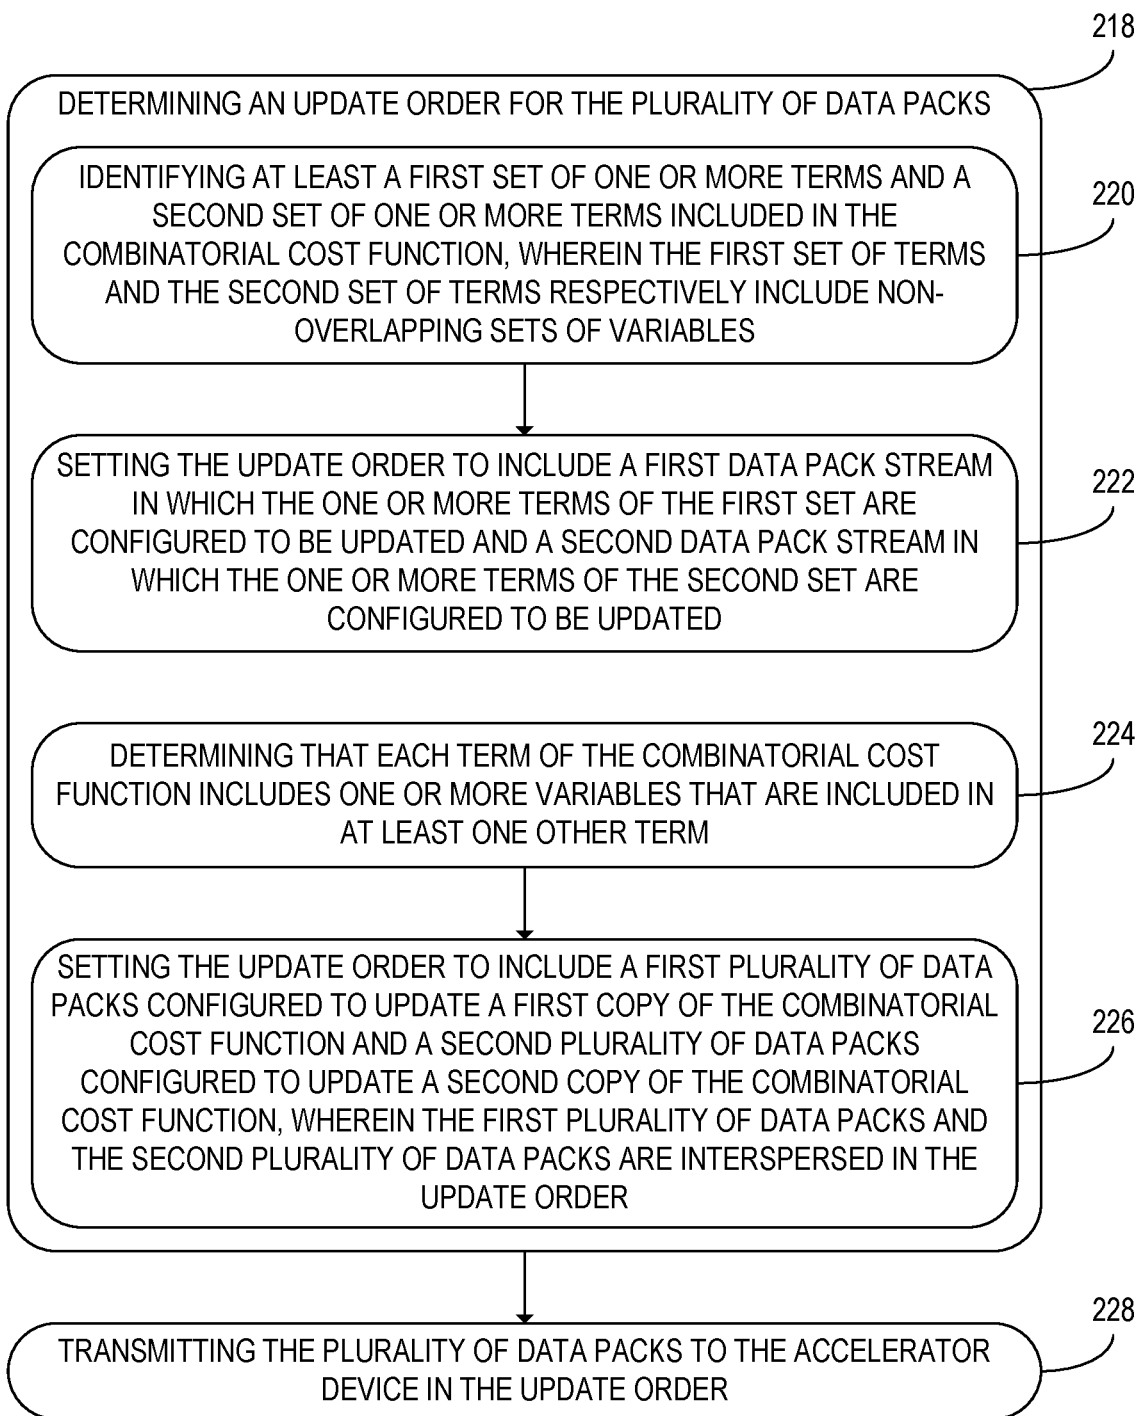 218
DETERMINING AN UPDATE ORDER FOR THE PLURALITY OF DATA PACKS
IDENTIFYING AT LEAST A FIRST SET OF ONE OR MORE TERMS AND A
SECOND SET OF ONE OR MORE TERMS INCLUDED IN THE
COMBINATORIAL COST FUNCTION, WHEREIN THE FIRST SET OF TERMS
AND THE SECOND SET OF TERMS RESPECTIVELY INCLUDE NON-
OVERLAPPING SETS OF VARIABLES
220
SETTING THE UPDATE ORDER TO INCLUDE A FIRST DATA PACK STREAM
IN WHICH THE ONE OR MORE TERMS OF THE FIRST SET ARE
CONFIGURED TO BE UPDATED AND A SECOND DATA PACK STREAM IN
WHICH THE ONE OR MORE TERMS OF THE SECOND SET ARE
CONFIGURED TO BE UPDATED
222
DETERMINING THAT EACH TERM OF THE COMBINATORIAL COST
FUNCTION INCLUDES ONE OR MORE VARIABLES THAT ARE INCLUDED IN
AT LEAST ONE OTHER TERM
224
SETTING THE UPDATE ORDER TO INCLUDE A FIRST PLURALITY OF DATA
PACKS CONFIGURED TO UPDATE A FIRST COPY OF THE COMBINATORIAL
COST FUNCTION AND A SECOND PLURALITY OF DATA PACKS
CONFIGURED TO UPDATE A SECOND COPY OF THE COMBINATORIAL
COST FUNCTION, WHEREIN THE FIRST PLURALITY OF DATA PACKS AND
THE SECOND PLURALITY OF DATA PACKS ARE INTERSPERSED IN THE
UPDATE ORDER
226
TRANSMITTING THE PLURALITY OF DATA PACKS TO THE ACCELERATOR
DEVICE IN THE UPDATE ORDER
228